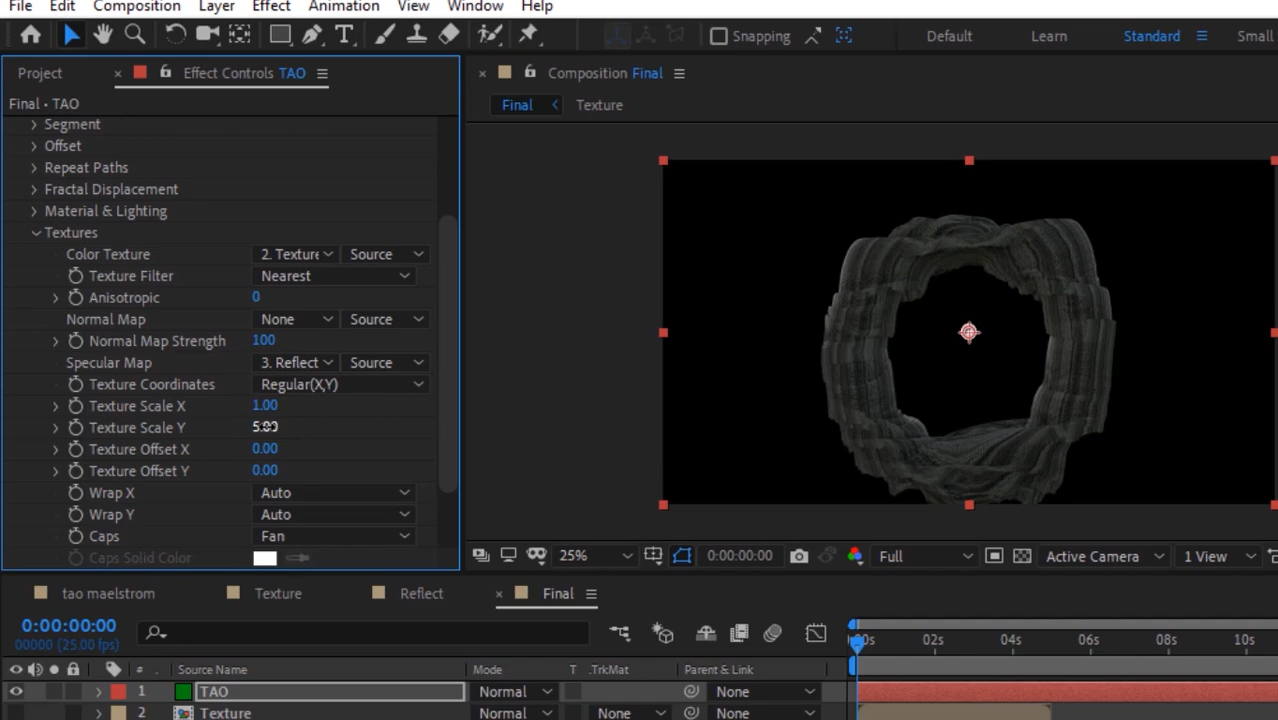 File Edit Composition Layer Effect Animation View Window Help
Snapping Default Learn Standard Small
Project × Effect Controls TAO × Composition Final
Final • TAO
Final < Texture
Segment
Offset
Repeat Paths
Fractal Displacement
Material & Lighting
Textures
Color Texture 2. Texture Source
Texture Filter Nearest
Anisotropic 0
Normal Map None Source
Normal Map Strength 100
Specular Map 3. Reflect Source
Texture Coordinates Regular(X,Y)
Texture Scale X 1.00
Texture Scale Y
Texture Offset X 0.00
Texture Offset Y 0.00
Wrap X Auto
Wrap Y Auto
Caps Fan
Caps Solid Color
25% 0:00:00:00 Full Active Camera 1 View
tao maelstrom Texture Reflect × Final
0:00:00:00
00000 (25.00 fps)
:00s 02s 04s 06s 08s 10s
# Source Name Mode T .TrkMat Parent & Link
1 TAO Normal None
2 Texture Normal None None